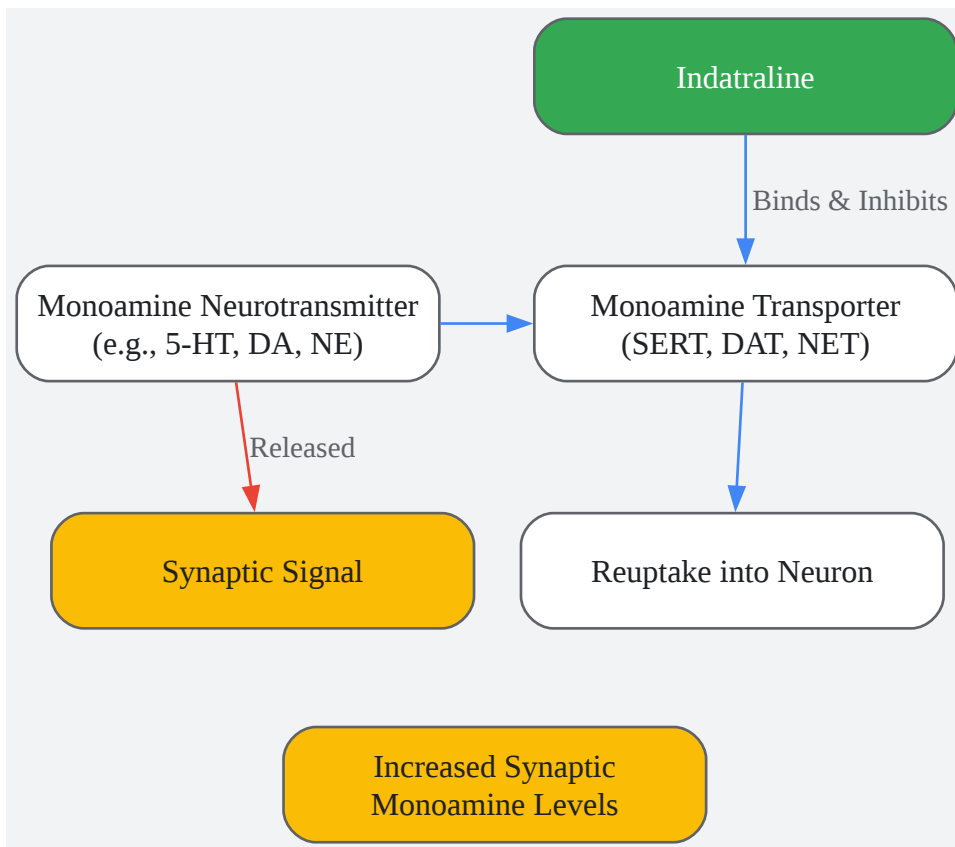 Indatraline
Binds & Inhibits
Monoamine Neurotransmitter
(e.g., 5-HT, DA, NE)
Monoamine Transporter
(SERT, DAT, NET)
Released
Synaptic Signal
Reuptake into Neuron
Increased Synaptic
Monoamine Levels